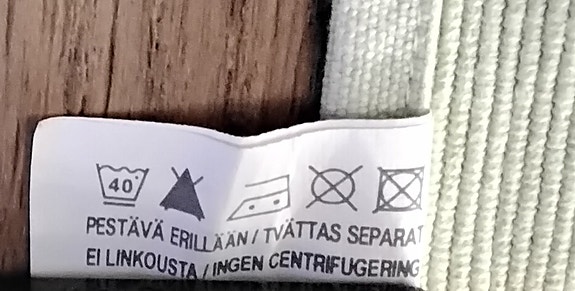 40
PESTÄVÄ ERILLÄÄN / TVÄTTAS SEPARAT
EI LINKOUSTA / INGEN CENTRIFUGERING